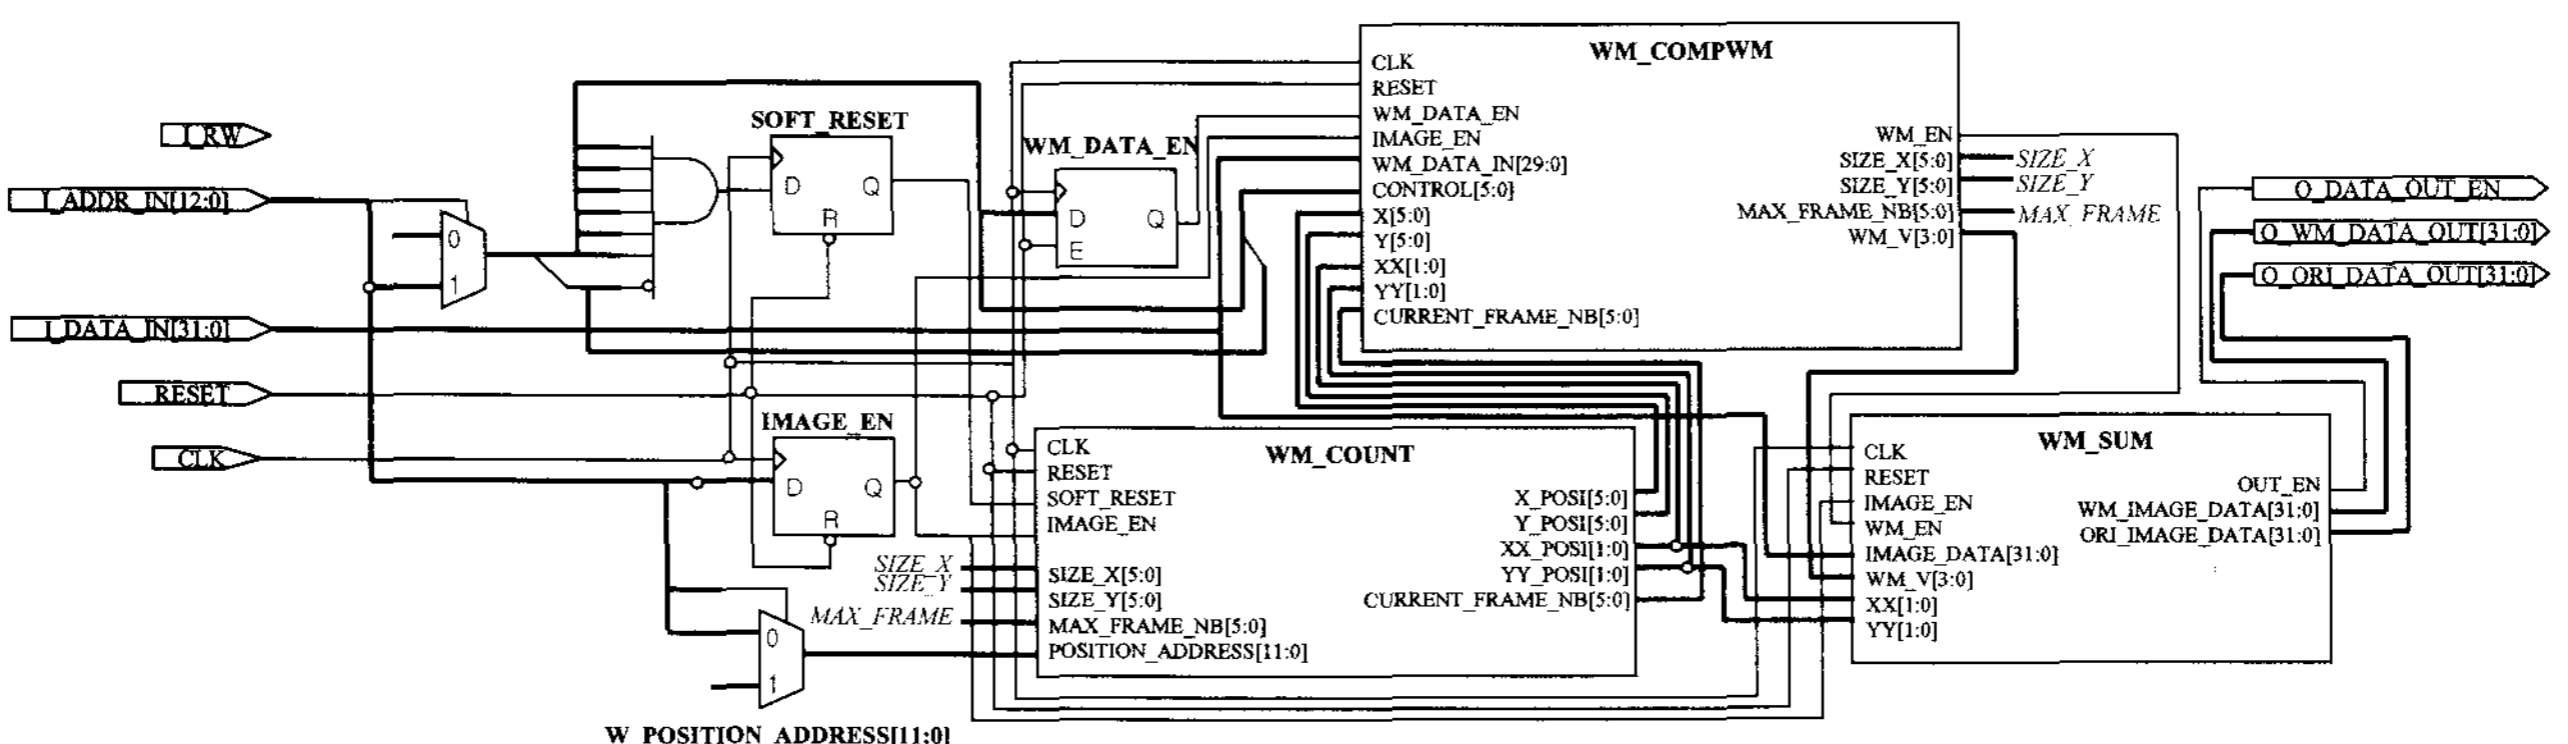 I_RW
I_ADDR_IN[12:0]
I_DATA_IN[31:0]
RESET
CLK
0
1
SOFT_RESET
D
Q
R
IMAGE_EN
D
Q
R
0
1
W_POSITION_ADDRESS[11:0]
WM_DATA_EN
D
Q
E
WM_COMPWM
CLK
RESET
WM_DATA_EN
IMAGE_EN
WM_DATA_IN[29:0]
CONTROL[5:0]
X[5:0]
Y[5:0]
XX[1:0]
YY[1:0]
CURRENT_FRAME_NB[5:0]
WM_EN
SIZE_X[5:0]
SIZE_Y[5:0]
MAX_FRAME_NB[5:0]
WM_V[3:0]
SIZE_X
SIZE_Y
MAX_FRAME
SIZE_X
SIZE_Y
MAX_FRAME
WM_COUNT
CLK
RESET
SOFT_RESET
IMAGE_EN
SIZE_X[5:0]
SIZE_Y[5:0]
MAX_FRAME_NB[5:0]
POSITION_ADDRESS[11:0]
X_POSI[5:0]
Y_POSI[5:0]
XX_POSI[1:0]
YY_POSI[1:0]
CURRENT_FRAME_NB[5:0]
WM_SUM
CLK
RESET
IMAGE_EN
WM_EN
IMAGE_DATA[31:0]
WM_V[3:0]
XX[1:0]
YY[1:0]
OUT_EN
WM_IMAGE_DATA[31:0]
ORI_IMAGE_DATA[31:0]
O_DATA_OUT_EN
O_WM_DATA_OUT[31:0]
O_ORI_DATA_OUT[31:0]